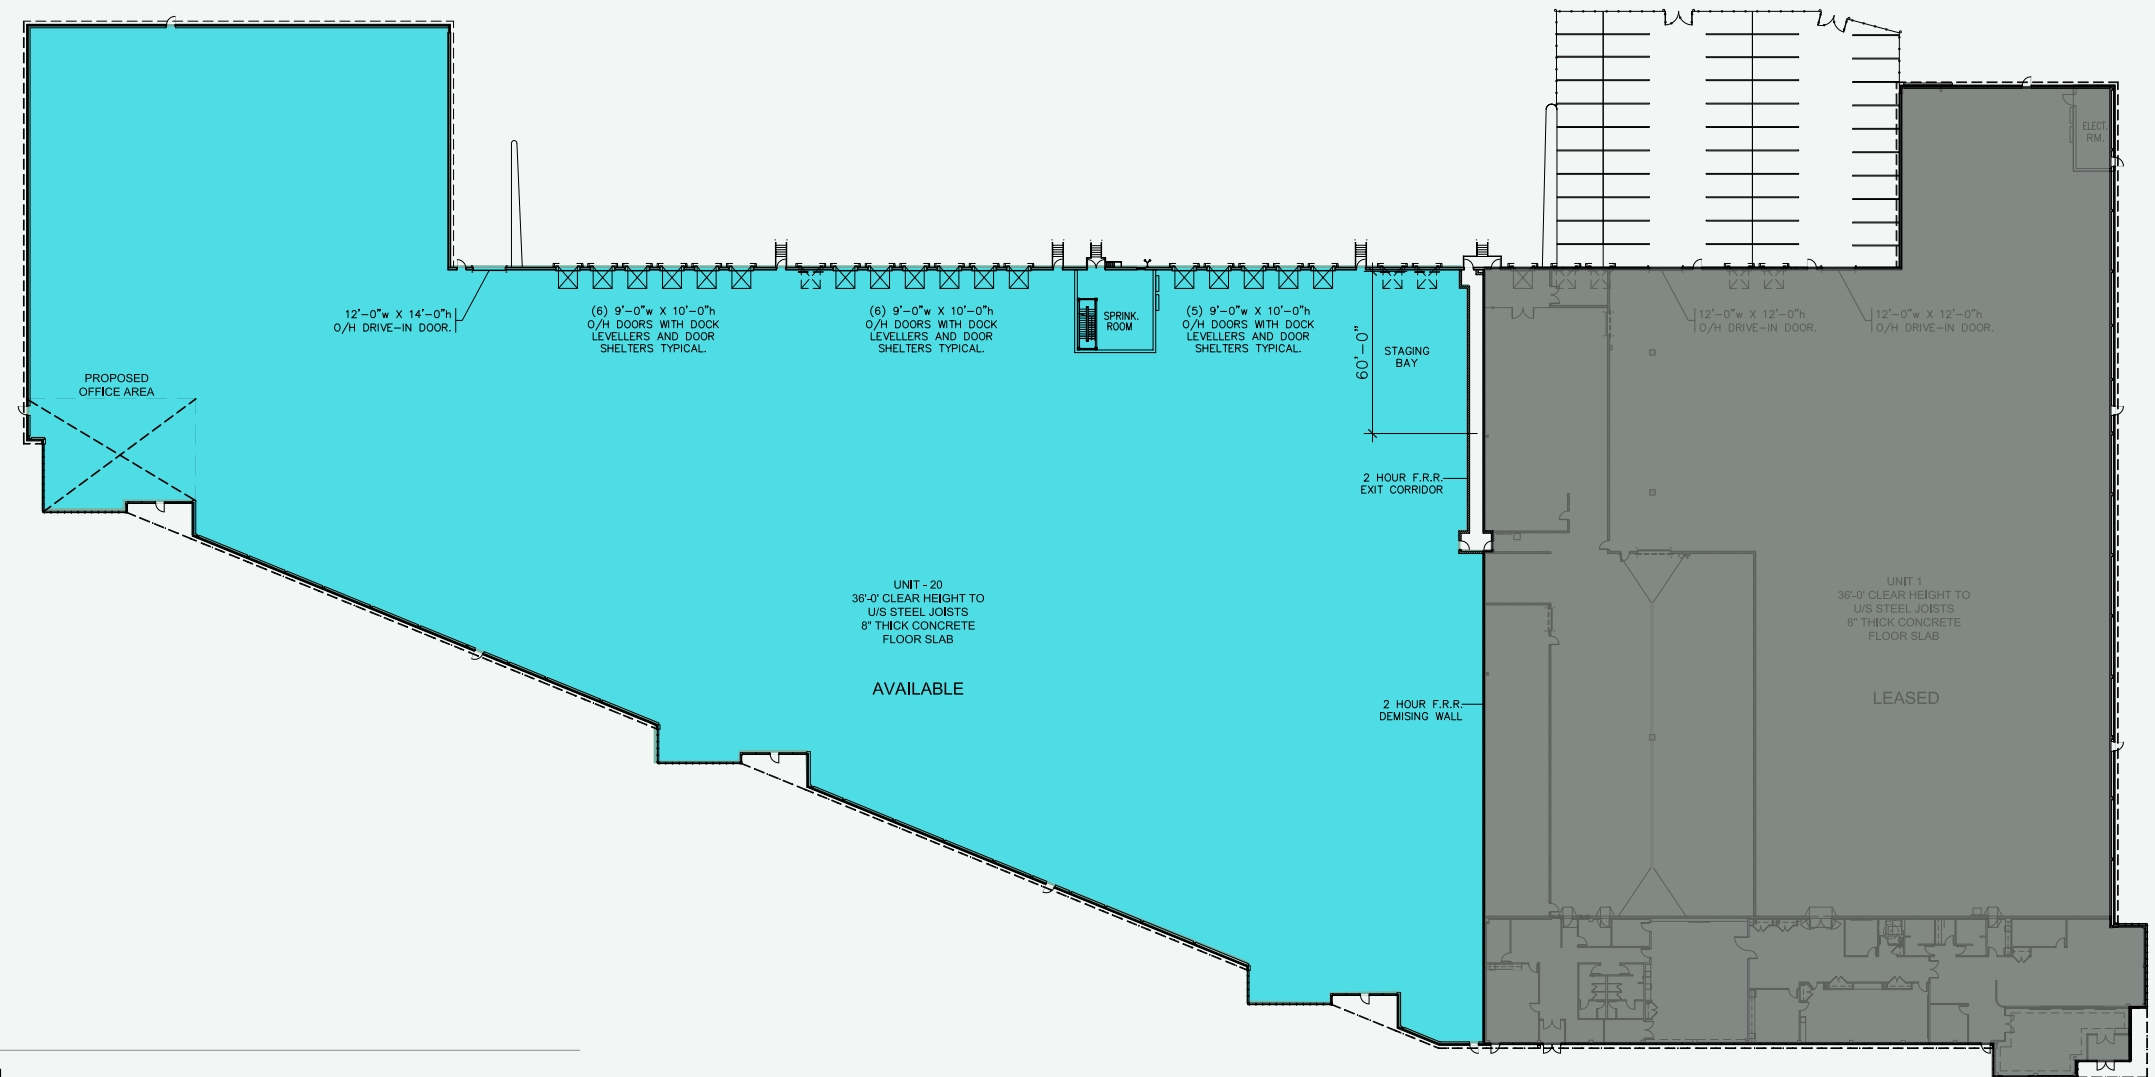 ELECT.
RM.
12'-0"w X 14'-0"h
O/H DRIVE-IN DOOR.
(6) 9'-0"w X 10'-0"h
O/H DOORS WITH DOCK
LEVELLERS AND DOOR
SHELTERS TYPICAL.
(6) 9'-0"w X 10'-0"h
O/H DOORS WITH DOCK
LEVELLERS AND DOOR
SHELTERS TYPICAL.
SPRINK.
ROOM
(5) 9'-0"w X 10'-0"h
O/H DOORS WITH DOCK
LEVELLERS AND DOOR
SHELTERS TYPICAL.
60'-0"
STAGING
BAY
12'-0"w X 12'-0"h
O/H DRIVE-IN DOOR.
12'-0"w X 12'-0"h
O/H DRIVE-IN DOOR.
PROPOSED
OFFICE AREA
2 HOUR F.R.R.
EXIT CORRIDOR
UNIT - 20
36'-0' CLEAR HEIGHT TO
U/S STEEL JOISTS
8" THICK CONCRETE
FLOOR SLAB
AVAILABLE
UNIT 1
36'-0' CLEAR HEIGHT TO
U/S STEEL JOISTS
8" THICK CONCRETE
FLOOR SLAB
LEASED
2 HOUR F.R.R.
DEMISING WALL